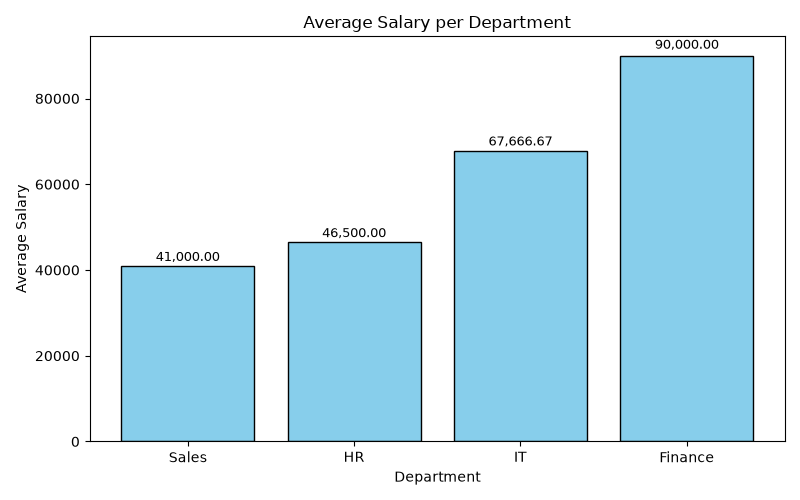 Average Salary per Department
90,000.00
80000
67,666.67
60000
46,500.00
41,000.00
40000
20000
0
Average Salary
Sales HR IT Finance
Department